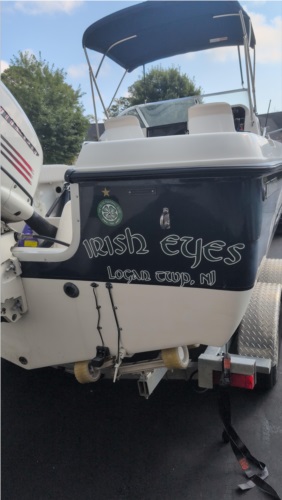 IRISH EYES
LOGAN TWP, NJ